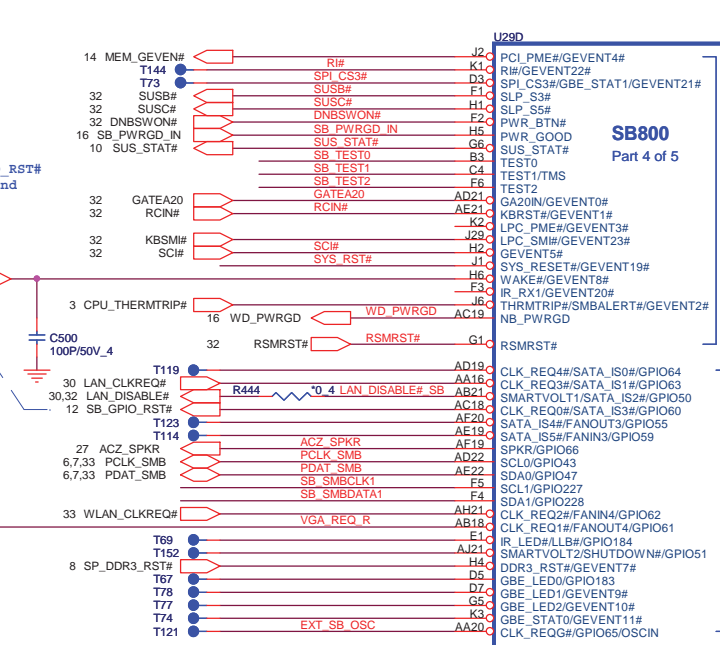 U29D
14 MEM_GEVEN# J2 PCI_PME#/GEVENT4#
T144 RI# K1 RI#/GEVENT22#
T73 SPI_CS3# D3 SPI_CS3#/GBE_STAT1/GEVENT21#
32 SUSB# SUSB# F1 SLP_S3#
32 SUSC# SUSC# H1 SLP_S5#
32 DNBSWON# DNBSWON# F2 PWR_BTN#
16 SB_PWRGD_IN SB_PWRGD_IN H5 PWR_GOOD
SB800
10 SUS_STAT# SUS_STAT# G6 SUS_STAT#
Part 4 of 5
SB_TEST0 B3 TEST0
_RST# SB_TEST1 C4 TEST1/TMS
nd SB_TEST2 F6 TEST2
32 GATEA20 GATEA20 AD21 GA20IN/GEVENT0#
32 RCIN# RCIN# AE21 KBRST#/GEVENT1#
K2 LPC_PME#/GEVENT3#
32 KBSMI# J29 LPC_SMI#/GEVENT23#
32 SCI# SCI# H2 GEVENT5#
SYS_RST# J1 SYS_RESET#/GEVENT19#
H6 WAKE#/GEVENT8#
F3 IR_RX1/GEVENT20#
3 CPU_THERMTRIP# J6 THRMTRIP#/SMBALERT#/GEVENT2#
16 WD_PWRGD WD_PWRGD AC19 NB_PWRGD
C500
100P/50V_4
32 RSMRST# RSMRST# G1 RSMRST#
T119 AD19 CLK_REQ4#/SATA_IS0#/GPIO64
30 LAN_CLKREQ# AA16 CLK_REQ3#/SATA_IS1#/GPIO63
30,32 LAN_DISABLE# R444 *0_4 LAN_DISABLE#_SB AB21 SMARTVOLT1/SATA_IS2#/GPIO50
12 SB_GPIO_RST# AC18 CLK_REQ0#/SATA_IS3#/GPIO60
T123 AF20 SATA_IS4#/FANOUT3/GPIO55
T114 AE19 SATA_IS5#/FANIN3/GPIO59
27 ACZ_SPKR ACZ_SPKR AF19 SPKR/GPIO66
6,7,33 PCLK_SMB PCLK_SMB AD22 SCL0/GPIO43
6,7,33 PDAT_SMB PDAT_SMB AE22 SDA0/GPIO47
SB_SMBCLK1 F5 SCL1/GPIO227
SB_SMBDATA1 F4 SDA1/GPIO228
33 WLAN_CLKREQ# AH21 CLK_REQ2#/FANIN4/GPIO62
VGA_REQ_R AB18 CLK_REQ1#/FANOUT4/GPIO61
T69 E1 IR_LED#/LLB#/GPIO184
T152 AJ21 SMARTVOLT2/SHUTDOWN#/GPIO51
8 SP_DDR3_RST# H4 DDR3_RST#/GEVENT7#
T67 D5 GBE_LED0/GPIO183
T78 D7 GBE_LED1/GEVENT9#
T77 G5 GBE_LED2/GEVENT10#
T74 K3 GBE_STAT0/GEVENT11#
T121 EXT_SB_OSC AA20 CLK_REQG#/GPIO65/OSCIN